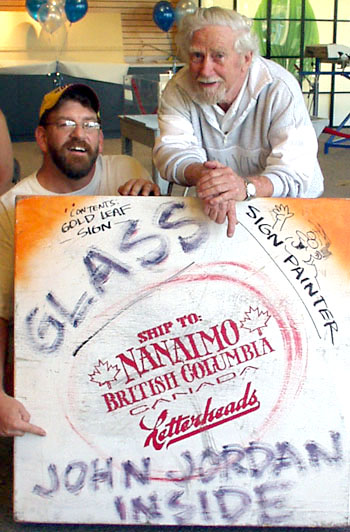 "CONTENTS:
GOLD LEAF
- SIGN -"
GLASS
SIGN
PAINTER
SHIP TO:
NANAIMO
BRITISH COLUMBIA
CANADA
Letterheads
JOHN JORDAN
INSIDE